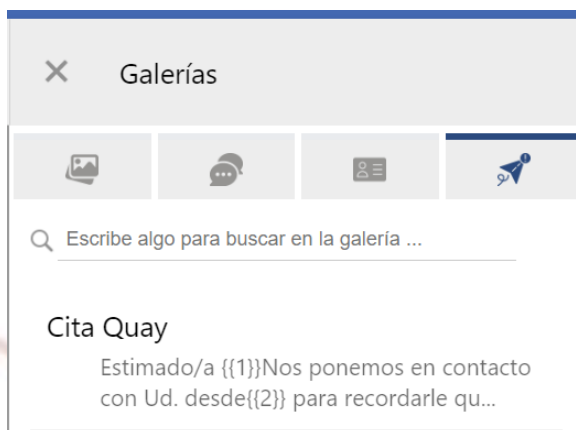 Galerías
Escribe algo para buscar en la galería ...
Cita Quay
Estimado/a {{1}}Nos ponemos en contacto
con Ud. desde{{2}} para recordarle qu...